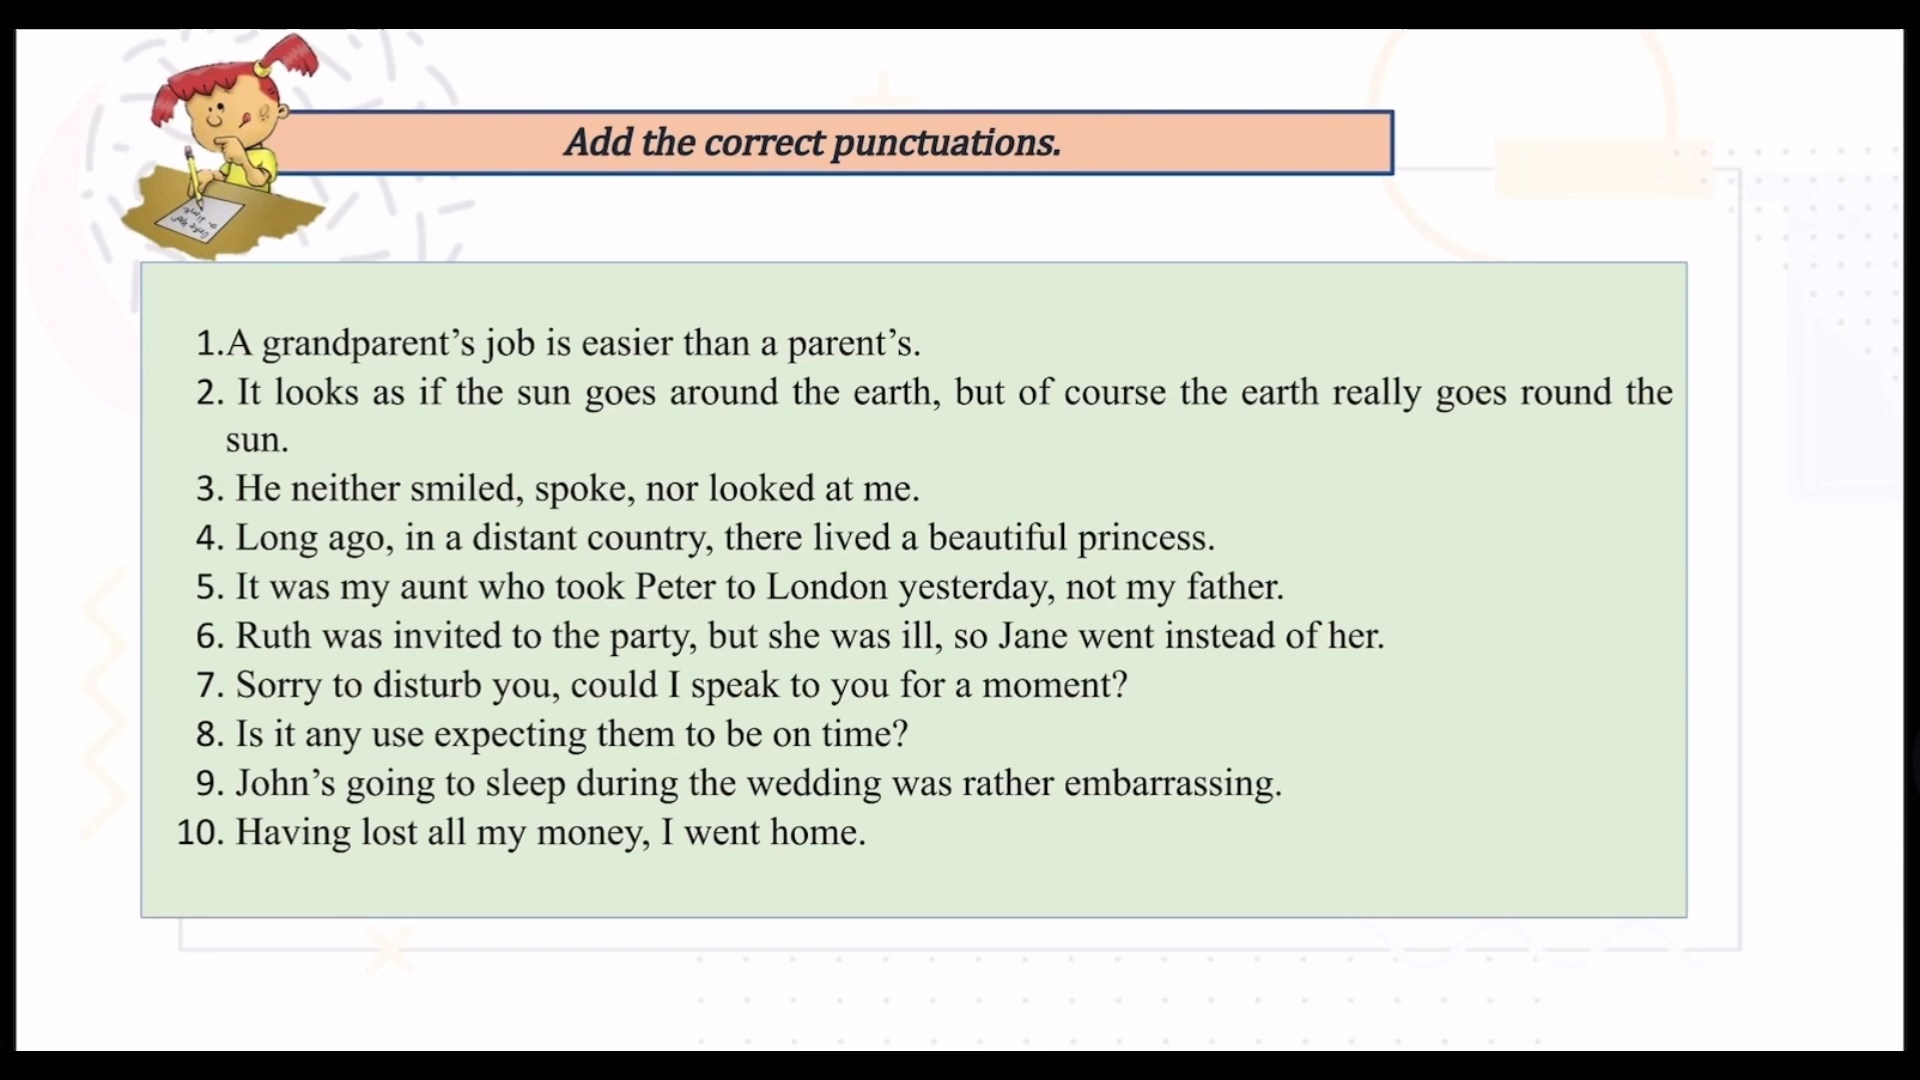 Add the correct punctuations.
1.A grandparent’s job is easier than a parent’s.
2. It looks as if the sun goes around the earth, but of course the earth really goes round the
sun.
3. He neither smiled, spoke, nor looked at me.
4. Long ago, in a distant country, there lived a beautiful princess.
5. It was my aunt who took Peter to London yesterday, not my father.
6. Ruth was invited to the party, but she was ill, so Jane went instead of her.
7. Sorry to disturb you, could I speak to you for a moment?
8. Is it any use expecting them to be on time?
9. John’s going to sleep during the wedding was rather embarrassing.
10. Having lost all my money, I went home.